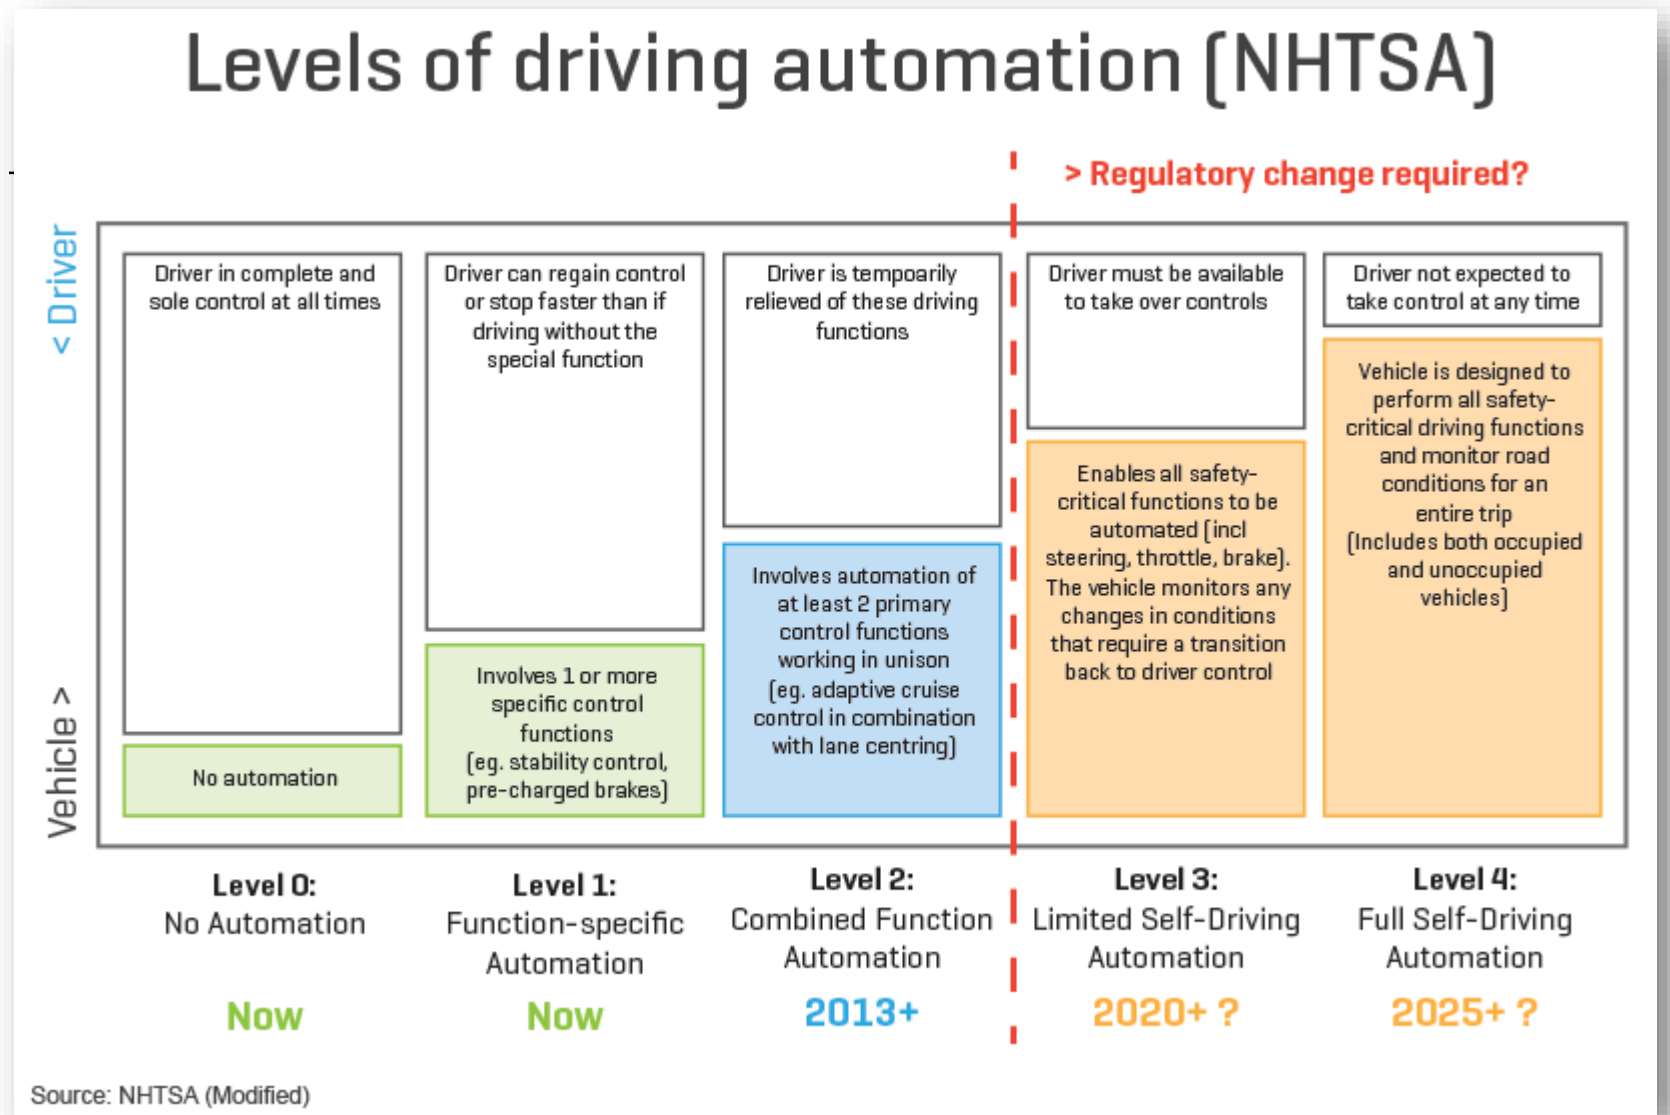 Levels of driving automation (NHTSA)
> Regulatory change required?
< Driver
Vehicle >
Driver in complete and
sole control at all times
No automation
Driver can regain control
or stop faster than if
driving without the
special function
Involves 1 or more
specific control
functions
(eg. stability control,
pre-charged brakes)
Driver is tempoarily
relieved of these driving
functions
Involves automation of
at least 2 primary
control functions
working in unison
(eg. adaptive cruise
control in combination
with lane centring)
Driver must be available
to take over controls
Enables all safety-
critical functions to be
automated (incl
steering, throttle, brake).
The vehicle monitors any
changes in conditions
that require a transition
back to driver control
Driver not expected to
take control at any time
Vehicle is designed to
perform all safety-
critical driving functions
and monitor road
conditions for an
entire trip
(Includes both occupied
and unoccupied
vehicles)
Level 0:
No Automation
Now
Level 1:
Function-specific
Automation
Now
Level 2:
Combined Function
Automation
2013+
Level 3:
Limited Self-Driving
Automation
2020+ ?
Level 4:
Full Self-Driving
Automation
2025+ ?
Source: NHTSA (Modified)